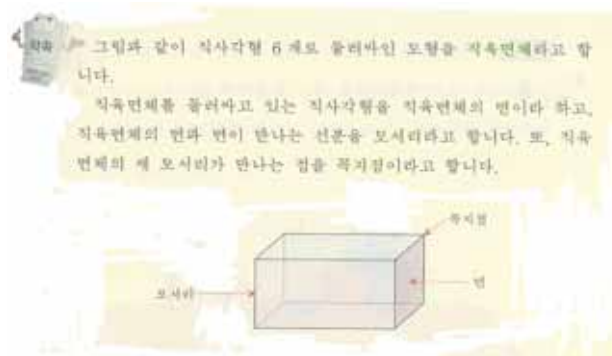 약속
그림과 같이 직사각형 6개로 둘러싸인 모형을 직육면체라고 합
니다.
직육면체를 둘러싸고 있는 직사각형을 직육면체의 면이라 하고,
직육면체의 면과 면이 만나는 선분을 모서리라고 합니다. 또, 직육
면체의 세 모서리가 만나는 점을 꼭지점이라고 합니다.
꼭지점
모서리
면